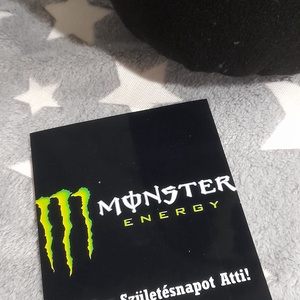 MONSTER
ENERGY
Születésnapot Atti!